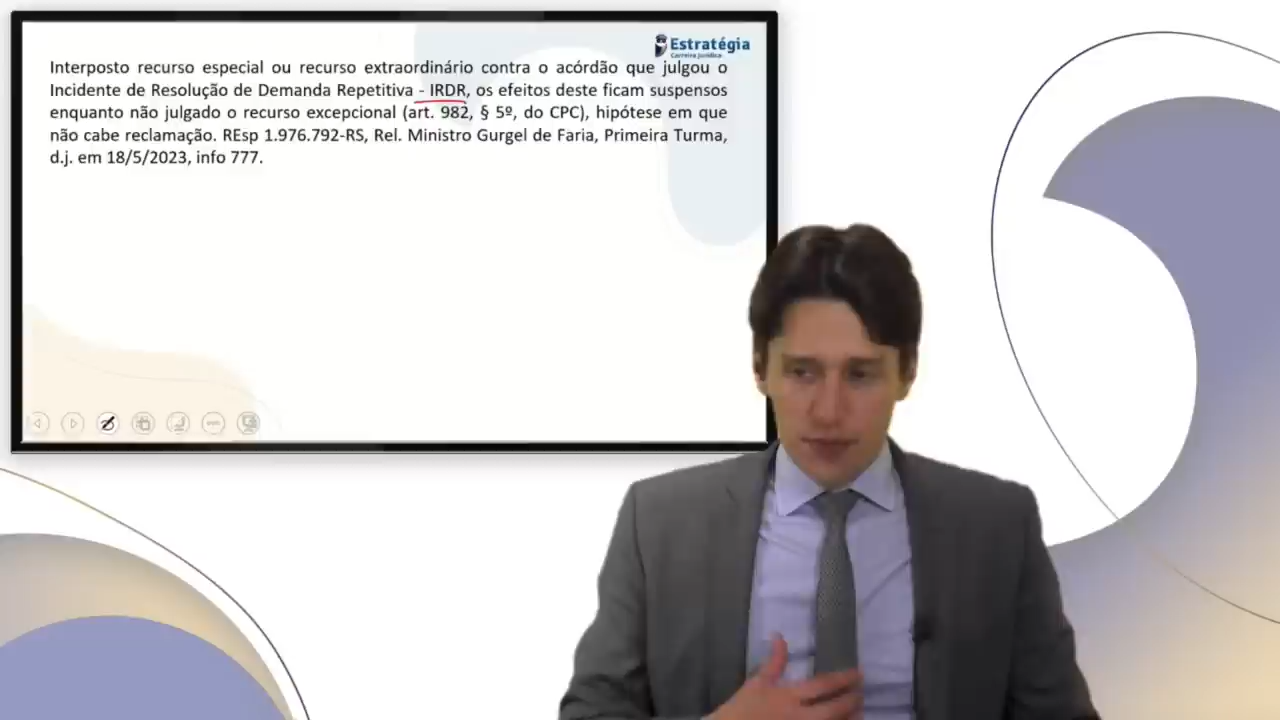 Estratégia
Carreira Jurídica
Interposto recurso especial ou recurso extraordinário contra o acórdão que julgou o
Incidente de Resolução de Demanda Repetitiva - IRDR, os efeitos deste ficam suspensos
enquanto não julgado o recurso excepcional (art. 982, § 5º, do CPC), hipótese em que
não cabe reclamação. REsp 1.976.792-RS, Rel. Ministro Gurgel de Faria, Primeira Turma,
d.j. em 18/5/2023, info 777.